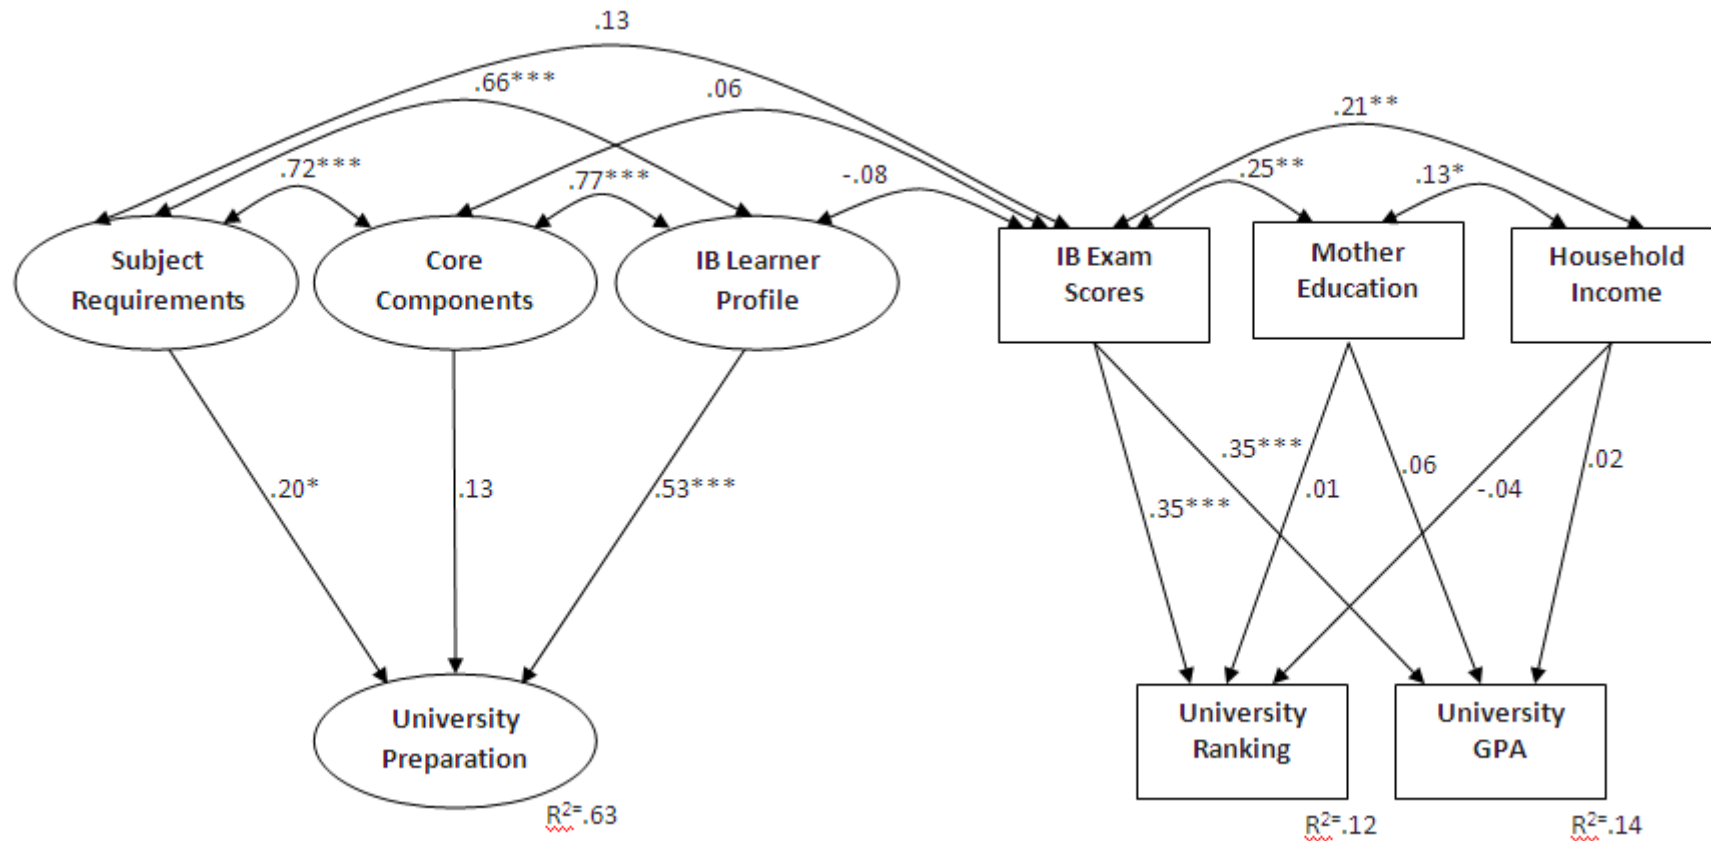 .13
.66***
.06
.21**
.72***
.77***
-.08
.25**
.13*
Subject
Requirements
Core
Components
IB Learner
Profile
IB Exam
Scores
Mother
Education
Household
Income
.20*
.13
.53***
.35***
.35***
.01
.06
-.04
.02
University
Preparation
University
Ranking
University
GPA
R²=.63
R²=.12
R²=.14